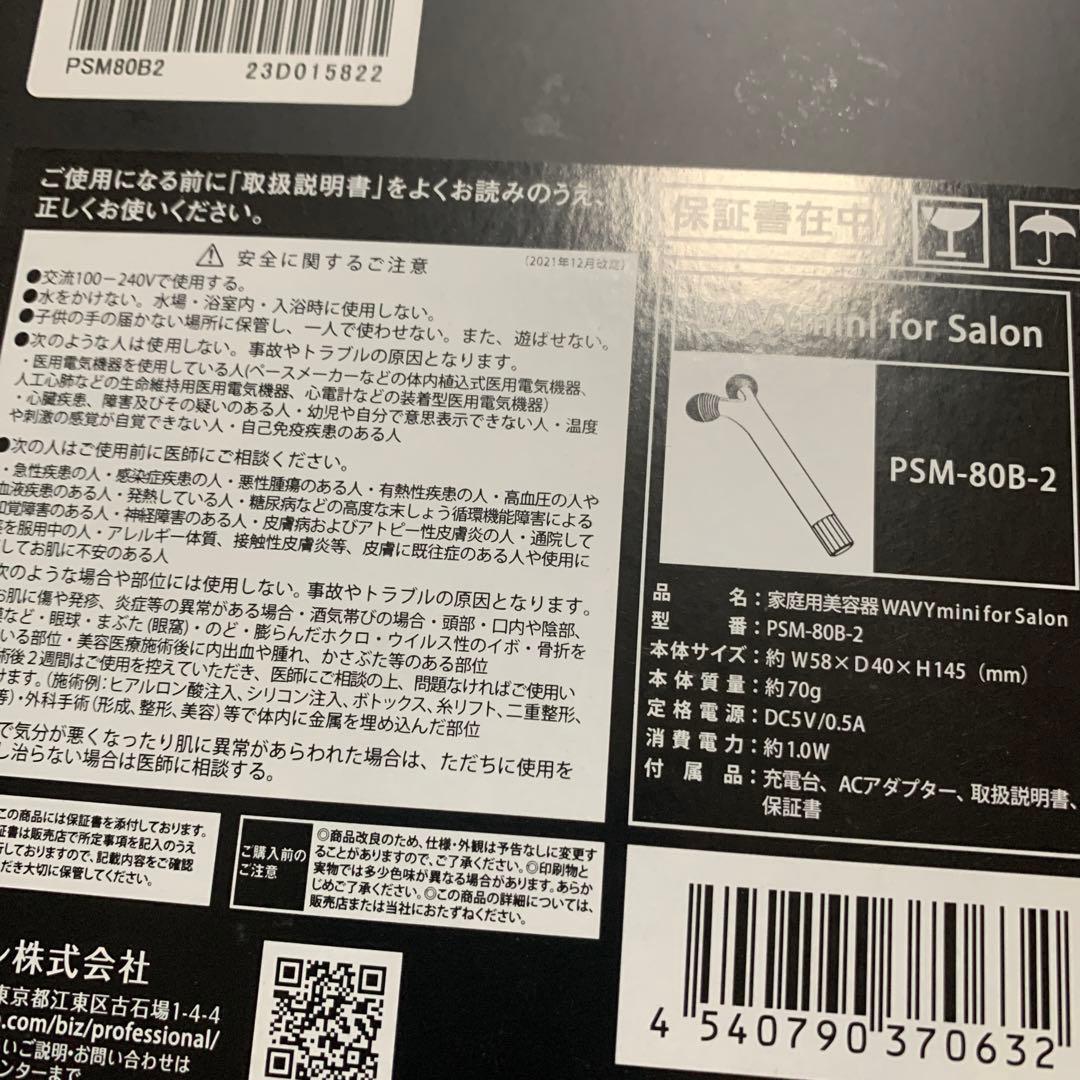 PSM80B2 23D015822
ご使用になる前に「取扱説明書」をよくお読みのうえ、
正しくお使いください。
安全に関するご注意 (2021年12月改定)
●交流100-240Vで使用する。
●水をかけない。水場・浴室内・入浴時に使用しない。
●子供の手の届かない場所に保管し、一人で使わせない。また、遊ばせない。
●次のような人は使用しない。事故やトラブルの原因となります。
・医用電気機器を使用している人(ペースメーカーなどの体内植込式医用電気機器、
人工心肺などの生命維持用医用電気機器、心電計などの装着型医用電気機器)
・心臓疾患、障害及びその疑いのある人・幼児や自分で意思表示できない人・温度
や刺激の感覚が自覚できない人・自己免疫疾患のある人
●次の人はご使用前に医師にご相談ください。
・急性疾患の人・感染症疾患の人・悪性腫瘍のある人・有熱性疾患の人・高血圧の人や
血液疾患のある人・発熱している人・糖尿病などの高度な末しょう循環機能障害による
知覚障害のある人・神経障害のある人・皮膚病およびアトピー性皮膚炎の人・通院して
を服用中の人・アレルギー体質、接触性皮膚炎等、皮膚に既往症のある人や使用に
してお肌に不安のある人
次のような場合や部位には使用しない。事故やトラブルの原因となります。
お肌に傷や発疹、炎症等の異常がある場合・酒気帯びの場合・頭部・口内や陰部、
など・眼球・まぶた(眼窩)・のど・膨らんだホクロ・ウイルス性のイボ・骨折を
いる部位・美容医療施術後に内出血や腫れ、かさぶた等のある部位
術後2週間はご使用を控えていただき、医師にご相談の上、問題なければご使用い
けます。(施術例:ヒアルロン酸注入、シリコン注入、ボトックス、糸リフト、二重整形、
等)・外科手術(形成、整形、美容)等で体内に金属を埋め込んだ部位
で気分が悪くなったり肌に異常があらわれた場合は、ただちに使用を
し治らない場合は医師に相談する。
この商品には保証書を添付しております。
証書は販売店で所定事項を記入のうえ
しておりますので、記載内容をご確認
だき大切に保管してください。
ご購入前の
ご注意
◎商品改良のため、仕様・外観は予告なしに変更す
ることがありますので、ご了承ください。◎印刷物と
実物では多少色味が異なる場合があります。あらか
じめご了承ください。◎この商品の詳細については、
販売店または当社におたずねください。
ン株式会社
東京都江東区古石場1-4-4
.com/biz/professional/
いご説明・お問い合わせは
ンターまで
保証書在中
WAVYmini for Salon
PSM-80B-2
品名:家庭用美容器WAVYmini for Salon
型番:PSM-80B-2
本体サイズ:約 W58×D40×H145(mm)
本体質量:約70g
定格電源:DC5V/0.5A
消費電力:約1.0W
付属品:充電台、ACアダプター、取扱説明書、
保証書
4 540790 370632